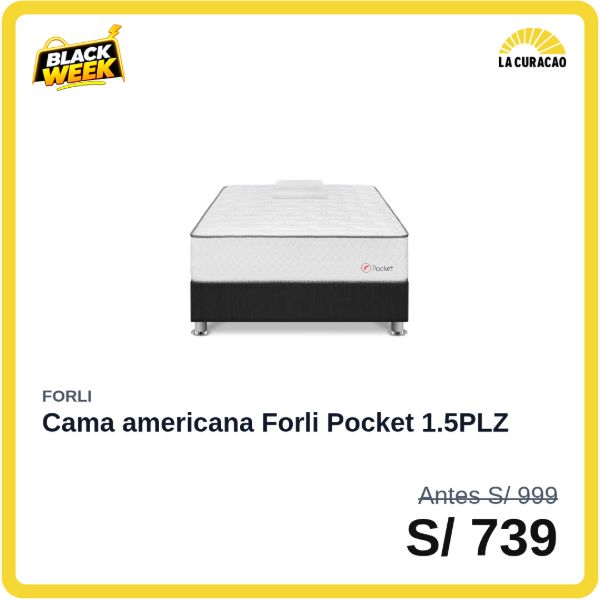 BLACK
WEEK
LA CURACAO
Pocket
FORLI
Cama americana Forli Pocket 1.5PLZ
Antes S/ 999
S/ 739